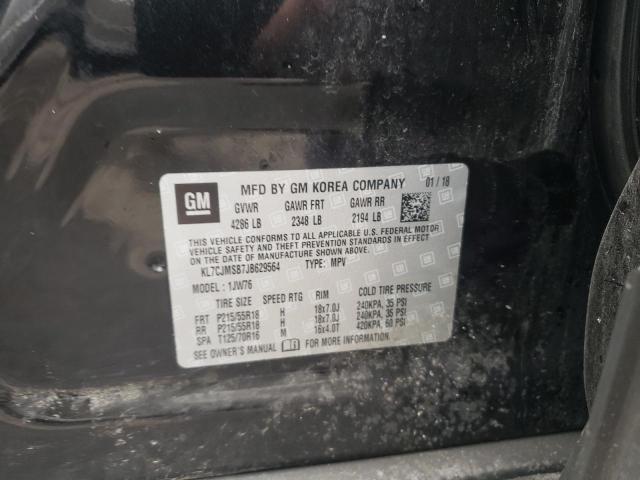 GM MFD BY GM KOREA COMPANY 01/18
GVWR GAWR FRT GAWR RR
4286 LB 2348 LB 2194 LB
THIS VEHICLE CONFORMS TO ALL APPLICABLE U.S. FEDERAL MOTOR
VEHICLE SAFETY AND THEFT PREVENTION STANDARDS IN EFFECT ON
THE DATE OF MANUFACTURE SHOWN ABOVE.
KL7CJMSB7JB629564 TYPE: MPV
MODEL: 1JW76
TIRE SIZE SPEED RTG RIM COLD TIRE PRESSURE
FRT P215/55R18 H 18x7.0J 240KPA, 35 PSI
RR P215/55R18 H 18x7.0J 240KPA, 35 PSI
SPA T125/70R16 M 16x4.0T 420KPA, 60 PSI
SEE OWNER'S MANUAL FOR MORE INFORMATION